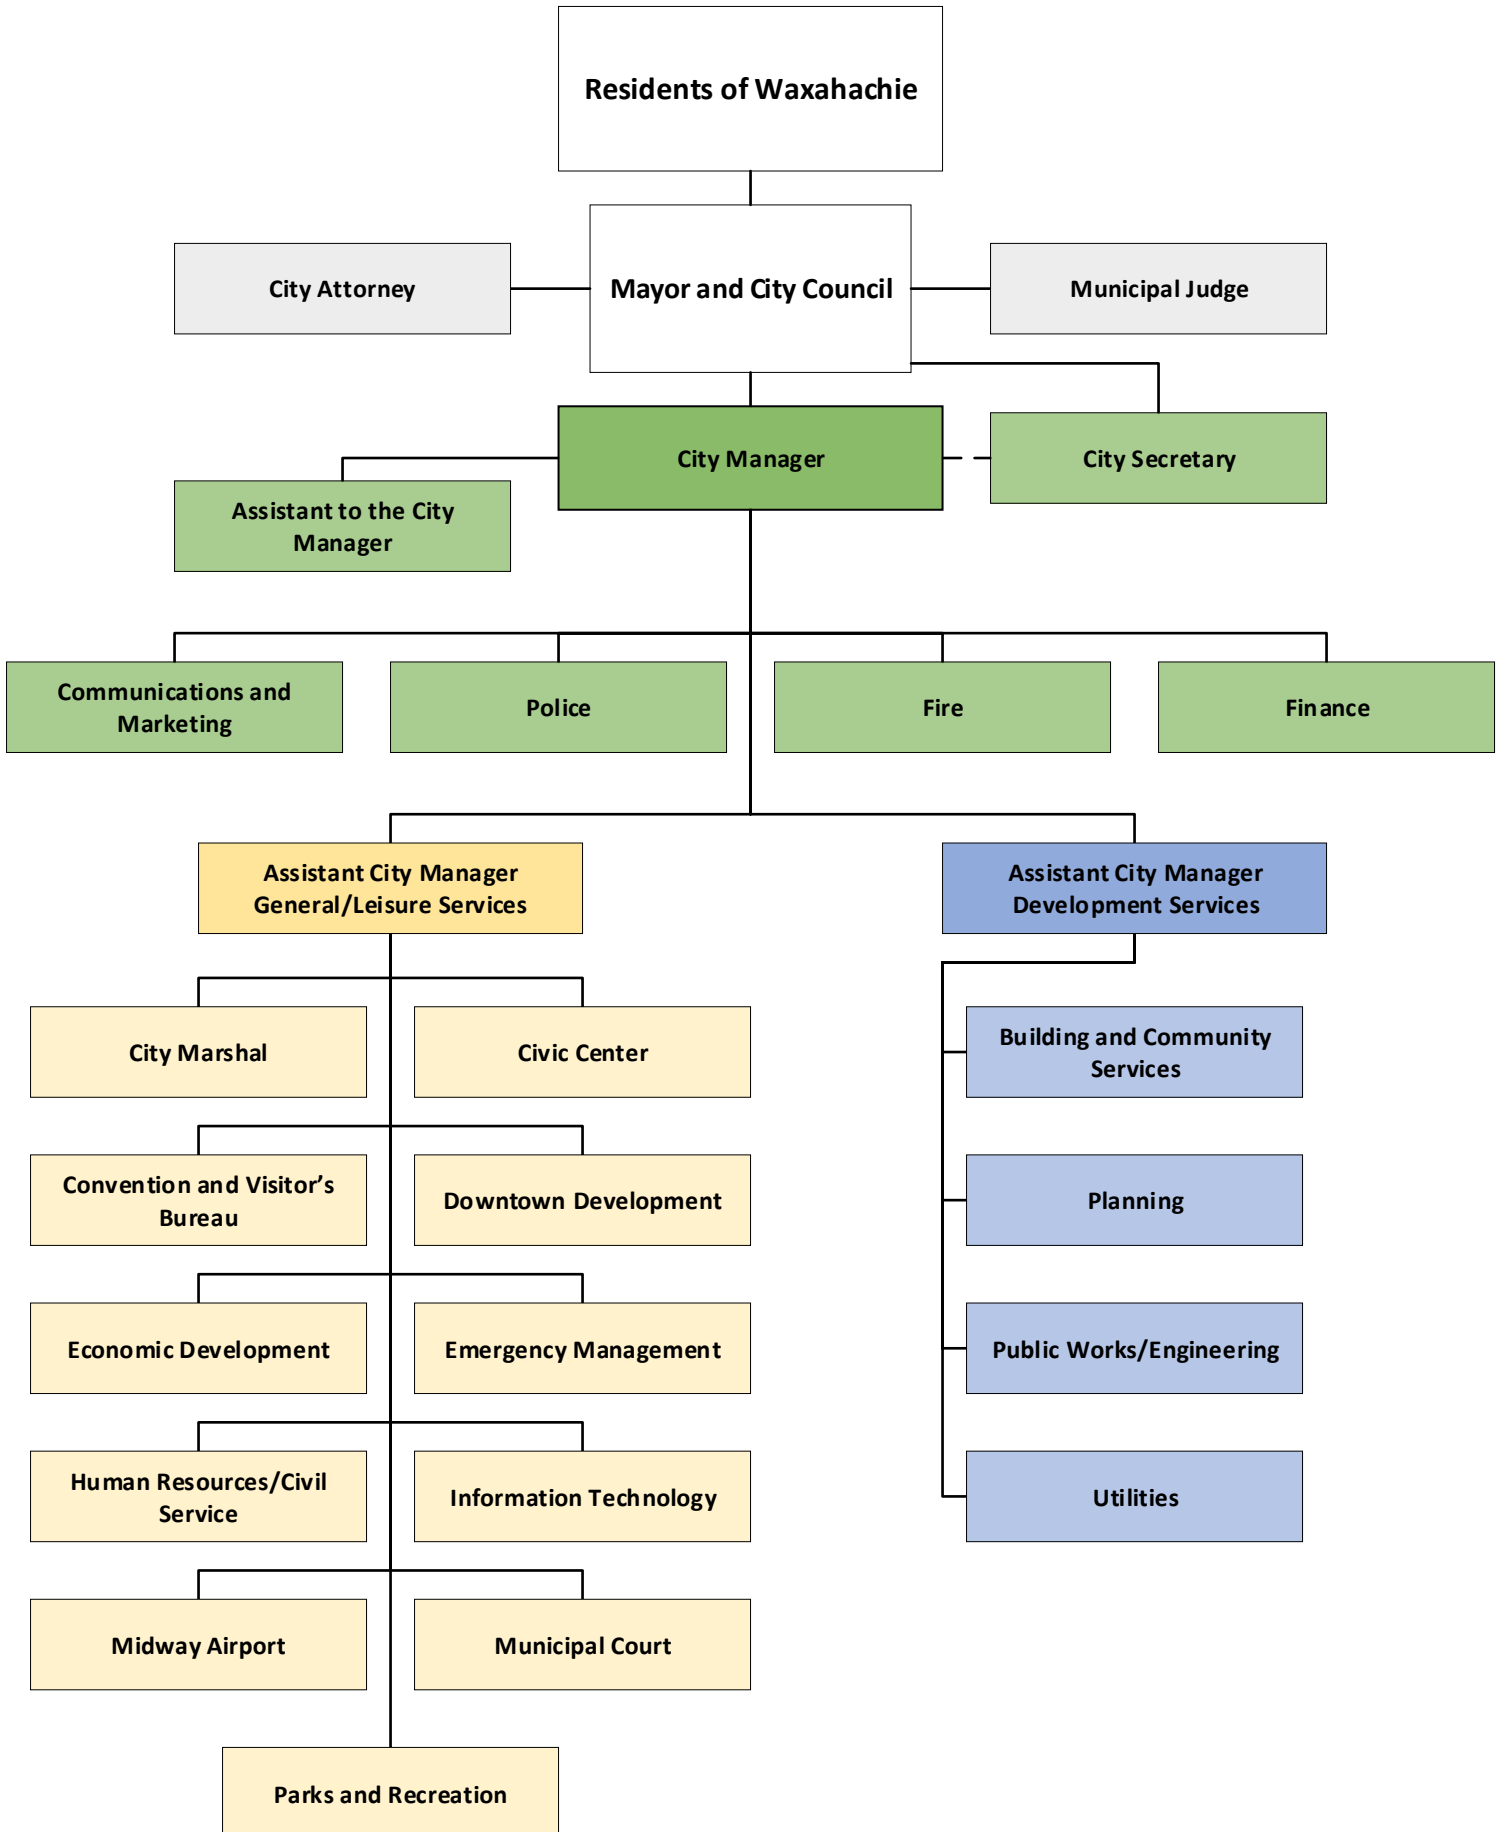 Residents of Waxahachie
City Attorney
Mayor and City Council
Municipal Judge
City Manager
City Secretary
Assistant to the City
Manager
Communications and
Marketing
Police
Fire
Finance
Assistant City Manager
General/Leisure Services
Assistant City Manager
Development Services
City Marshal
Civic Center
Building and Community
Services
Convention and Visitor’s
Bureau
Downtown Development
Planning
Economic Development
Emergency Management
Public Works/Engineering
Human Resources/Civil
Service
Information Technology
Utilities
Midway Airport
Municipal Court
Parks and Recreation